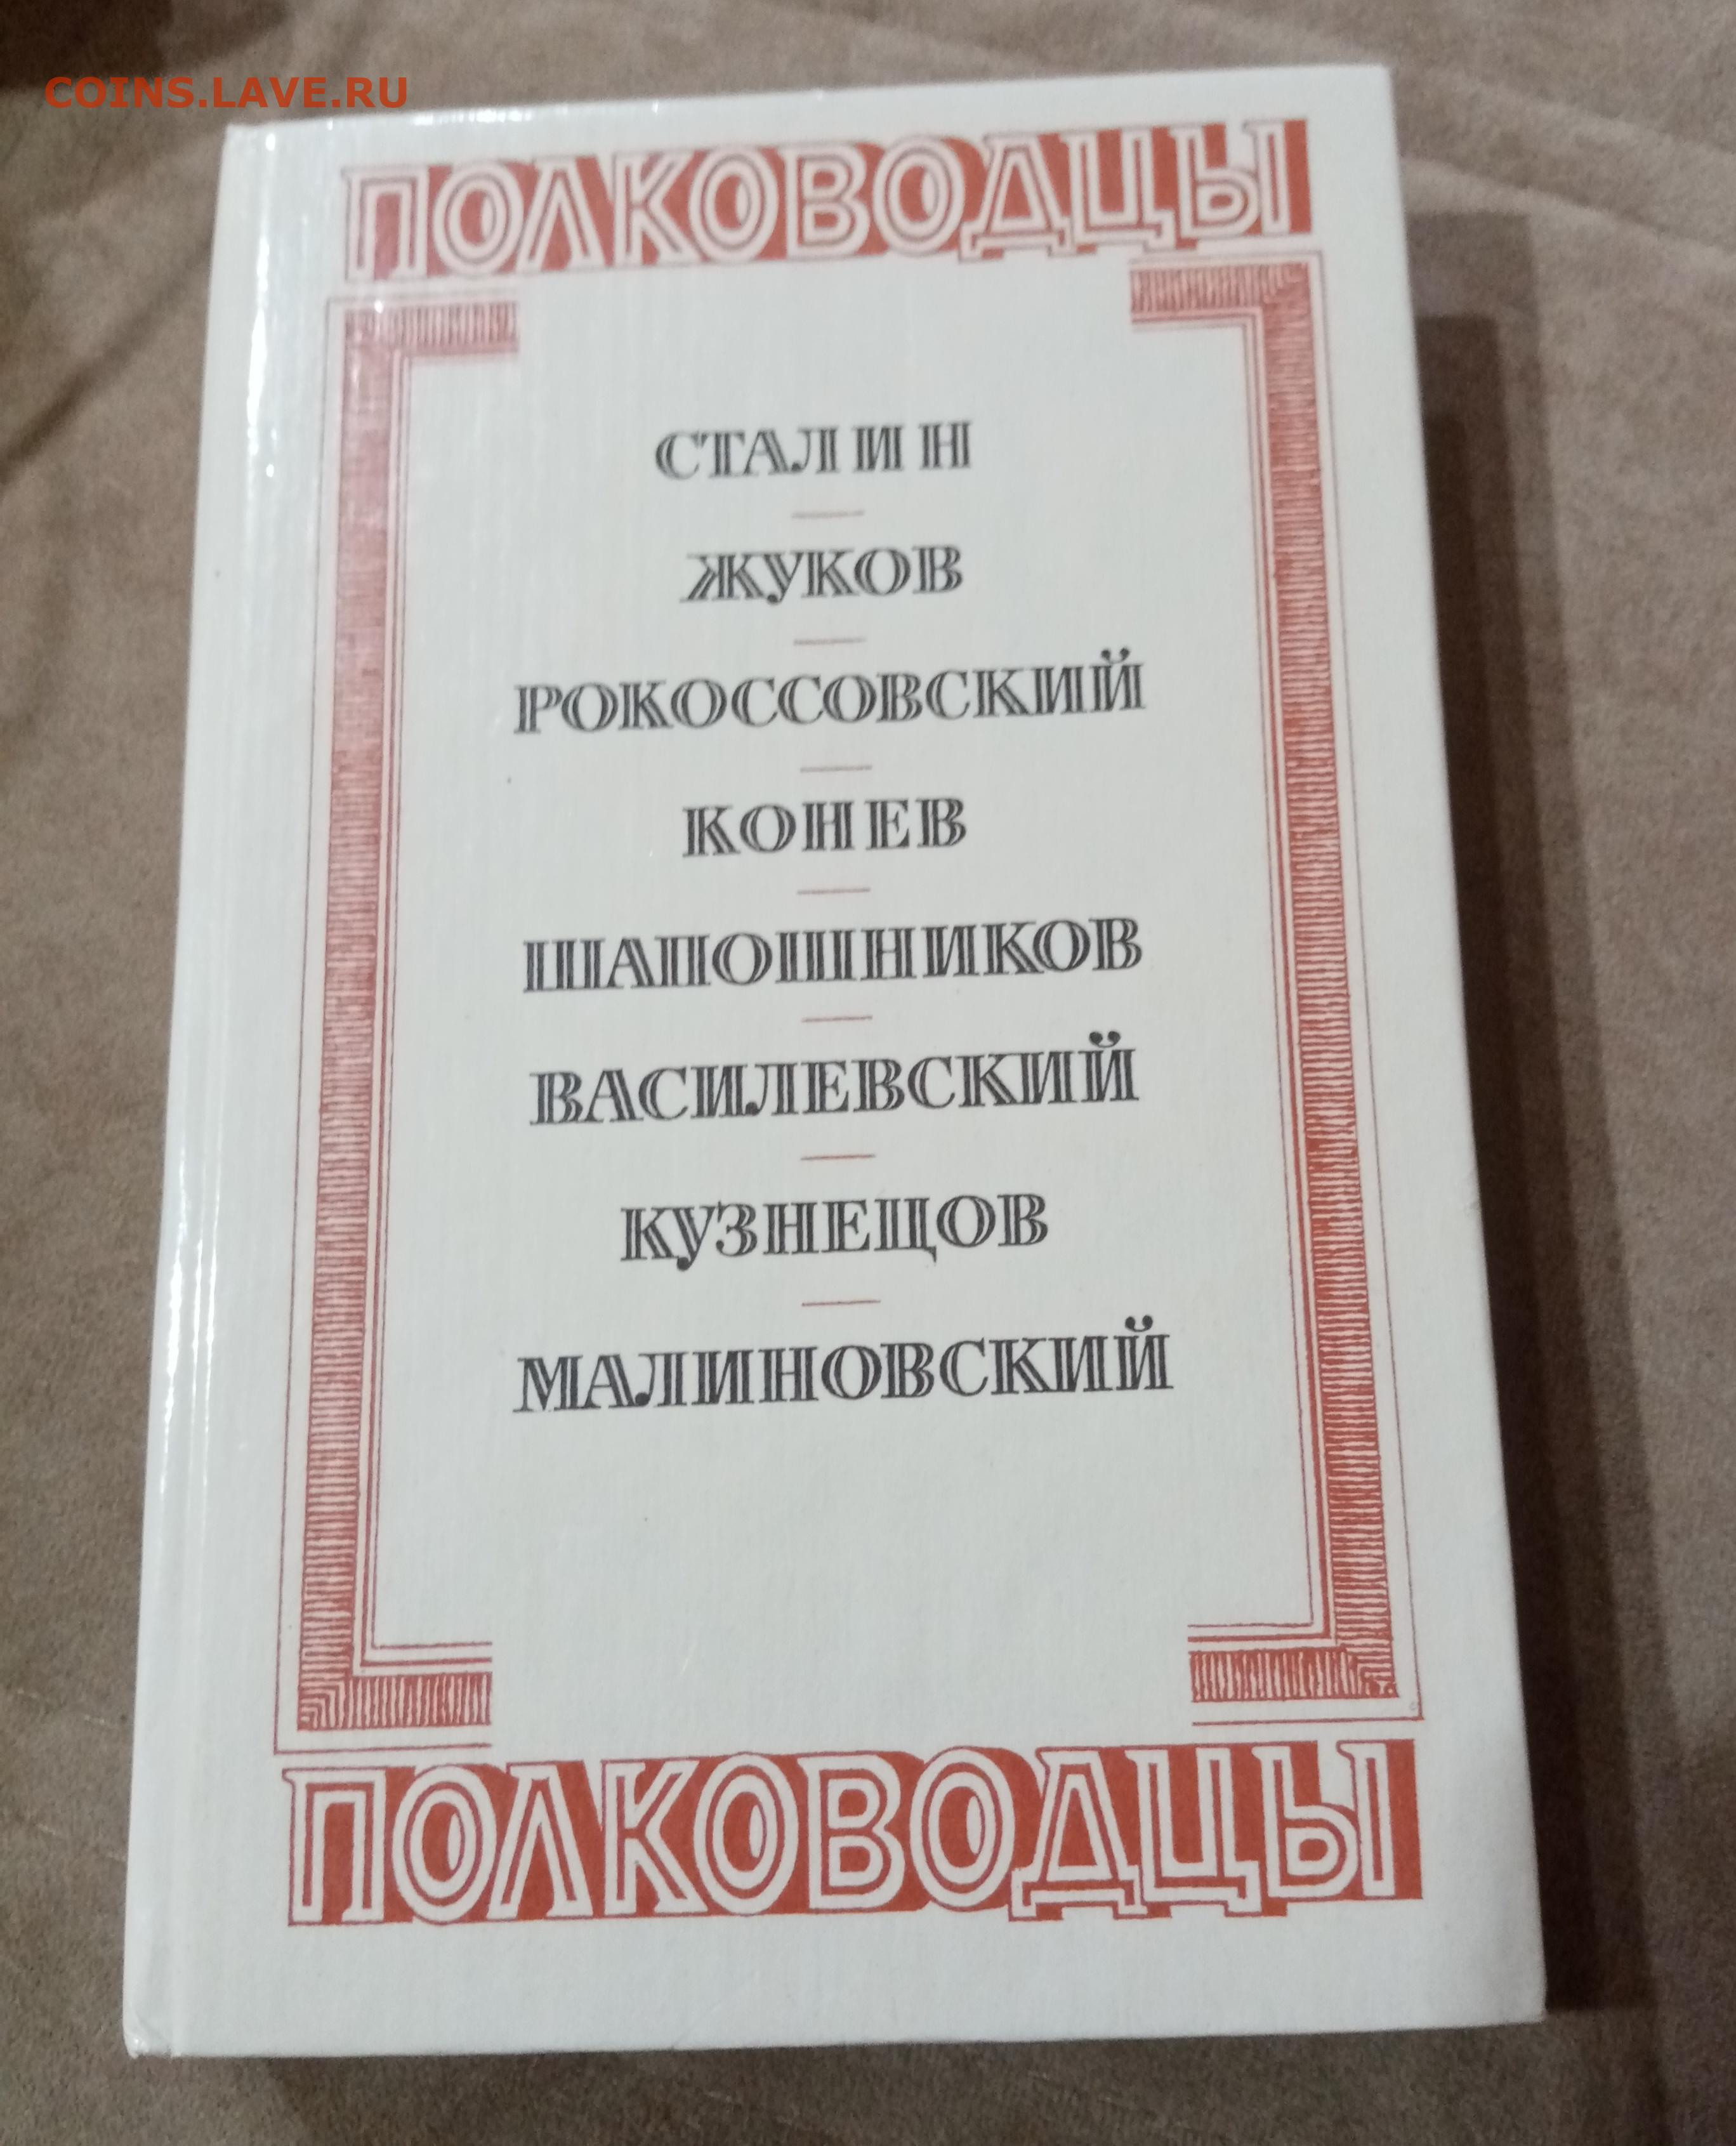 COINS.LAVE.RU
ПОЛКОВОДЦЫ
СТАЛИН
ЖУКОВ
РОКОССОВСКИЙ
КОНЕВ
ШАПОШНИКОВ
ВАСИЛЕВСКИЙ
КУЗНЕЦОВ
МАЛИНОВСКИЙ
ПОЛКОВОДЦЫ